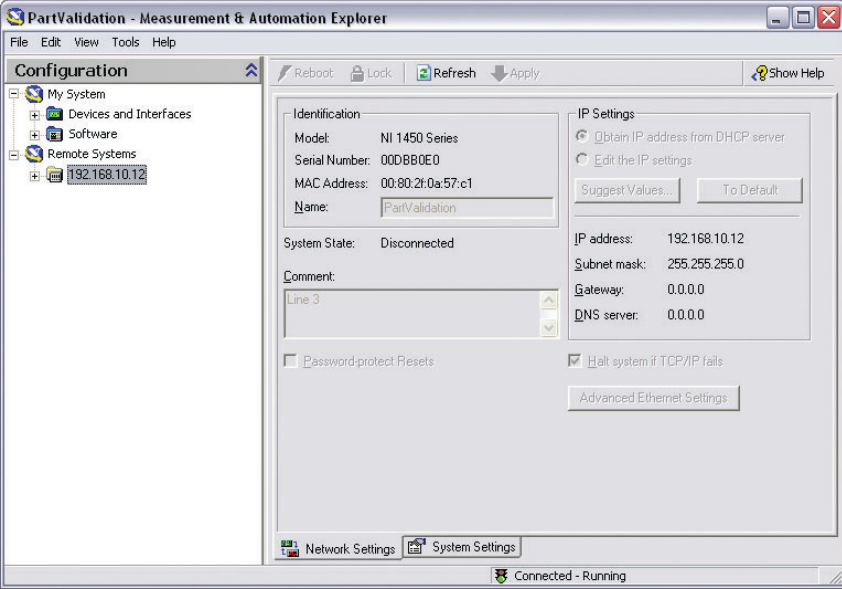 PartValidation - Measurement & Automation Explorer
File Edit View Tools Help
Configuration
My System
Devices and Interfaces
Software
Remote Systems
192.168.10.12
Reboot Lock Refresh Apply Show Help
Identification
Model: NI 1450 Series
Serial Number: 00DBB0E0
MAC Address: 00:80:2f:0a:57:c1
Name: PartValidation
System State: Disconnected
Comment:
Line 3
Password-protect Resets
IP Settings
Obtain IP address from DHCP server
Edit the IP settings
Suggest Values... To Default
IP address: 192.168.10.12
Subnet mask: 255.255.255.0
Gateway: 0.0.0.0
DNS server: 0.0.0.0
Halt system if TCP/IP fails
Advanced Ethernet Settings
Network Settings System Settings
Connected - Running